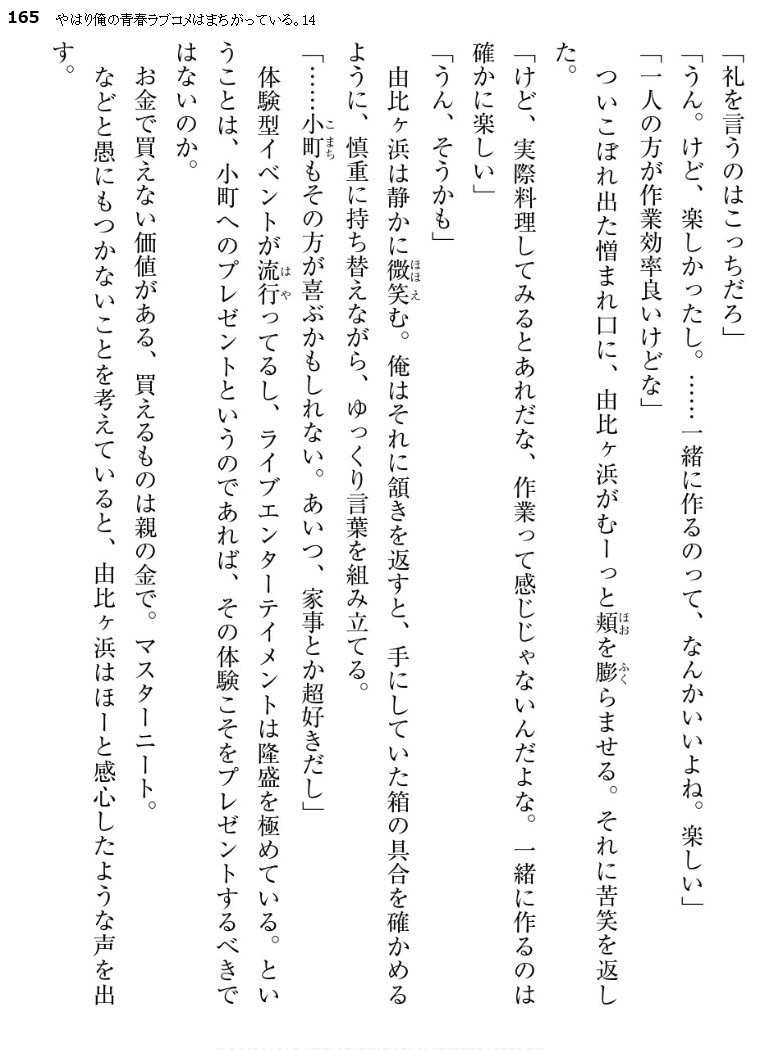 165 やはり俺の青春ラブコメはまちがっている。14
「礼を言うのはこっちだろ」
「うん。けど、楽しかったし。……一緒に作るのって、なんかいいよね。楽しい」
「一人の方が作業効率良いけどな」
ついこぼれ出た憎まれ口に、由比ヶ浜がむーっと頬を膨らませる。それに苦笑を返し
た。
「けど、実際料理してみるとあれだな、作業って感じじゃないんだよな。一緒に作るのは
確かに楽しい」
「うん、そうかも」
由比ヶ浜は静かに微笑む。俺はそれに頷きを返すと、手にしていた箱の具合を確かめる
ように、慎重に持ち替えながら、ゆっくり言葉を組み立てる。
「……小町もその方が喜ぶかもしれない。あいつ、家事とか超好きだし」
体験型イベントが流行ってるし、ライブエンターテイメントは隆盛を極めている。とい
うことは、小町へのプレゼントというのであれば、その体験こそをプレゼントするべきで
はないのか。
お金で買えない価値がある、買えるものは親の金で。マスターニート。
などと愚にもつかないことを考えていると、由比ヶ浜はほーと感心したような声を出
す。